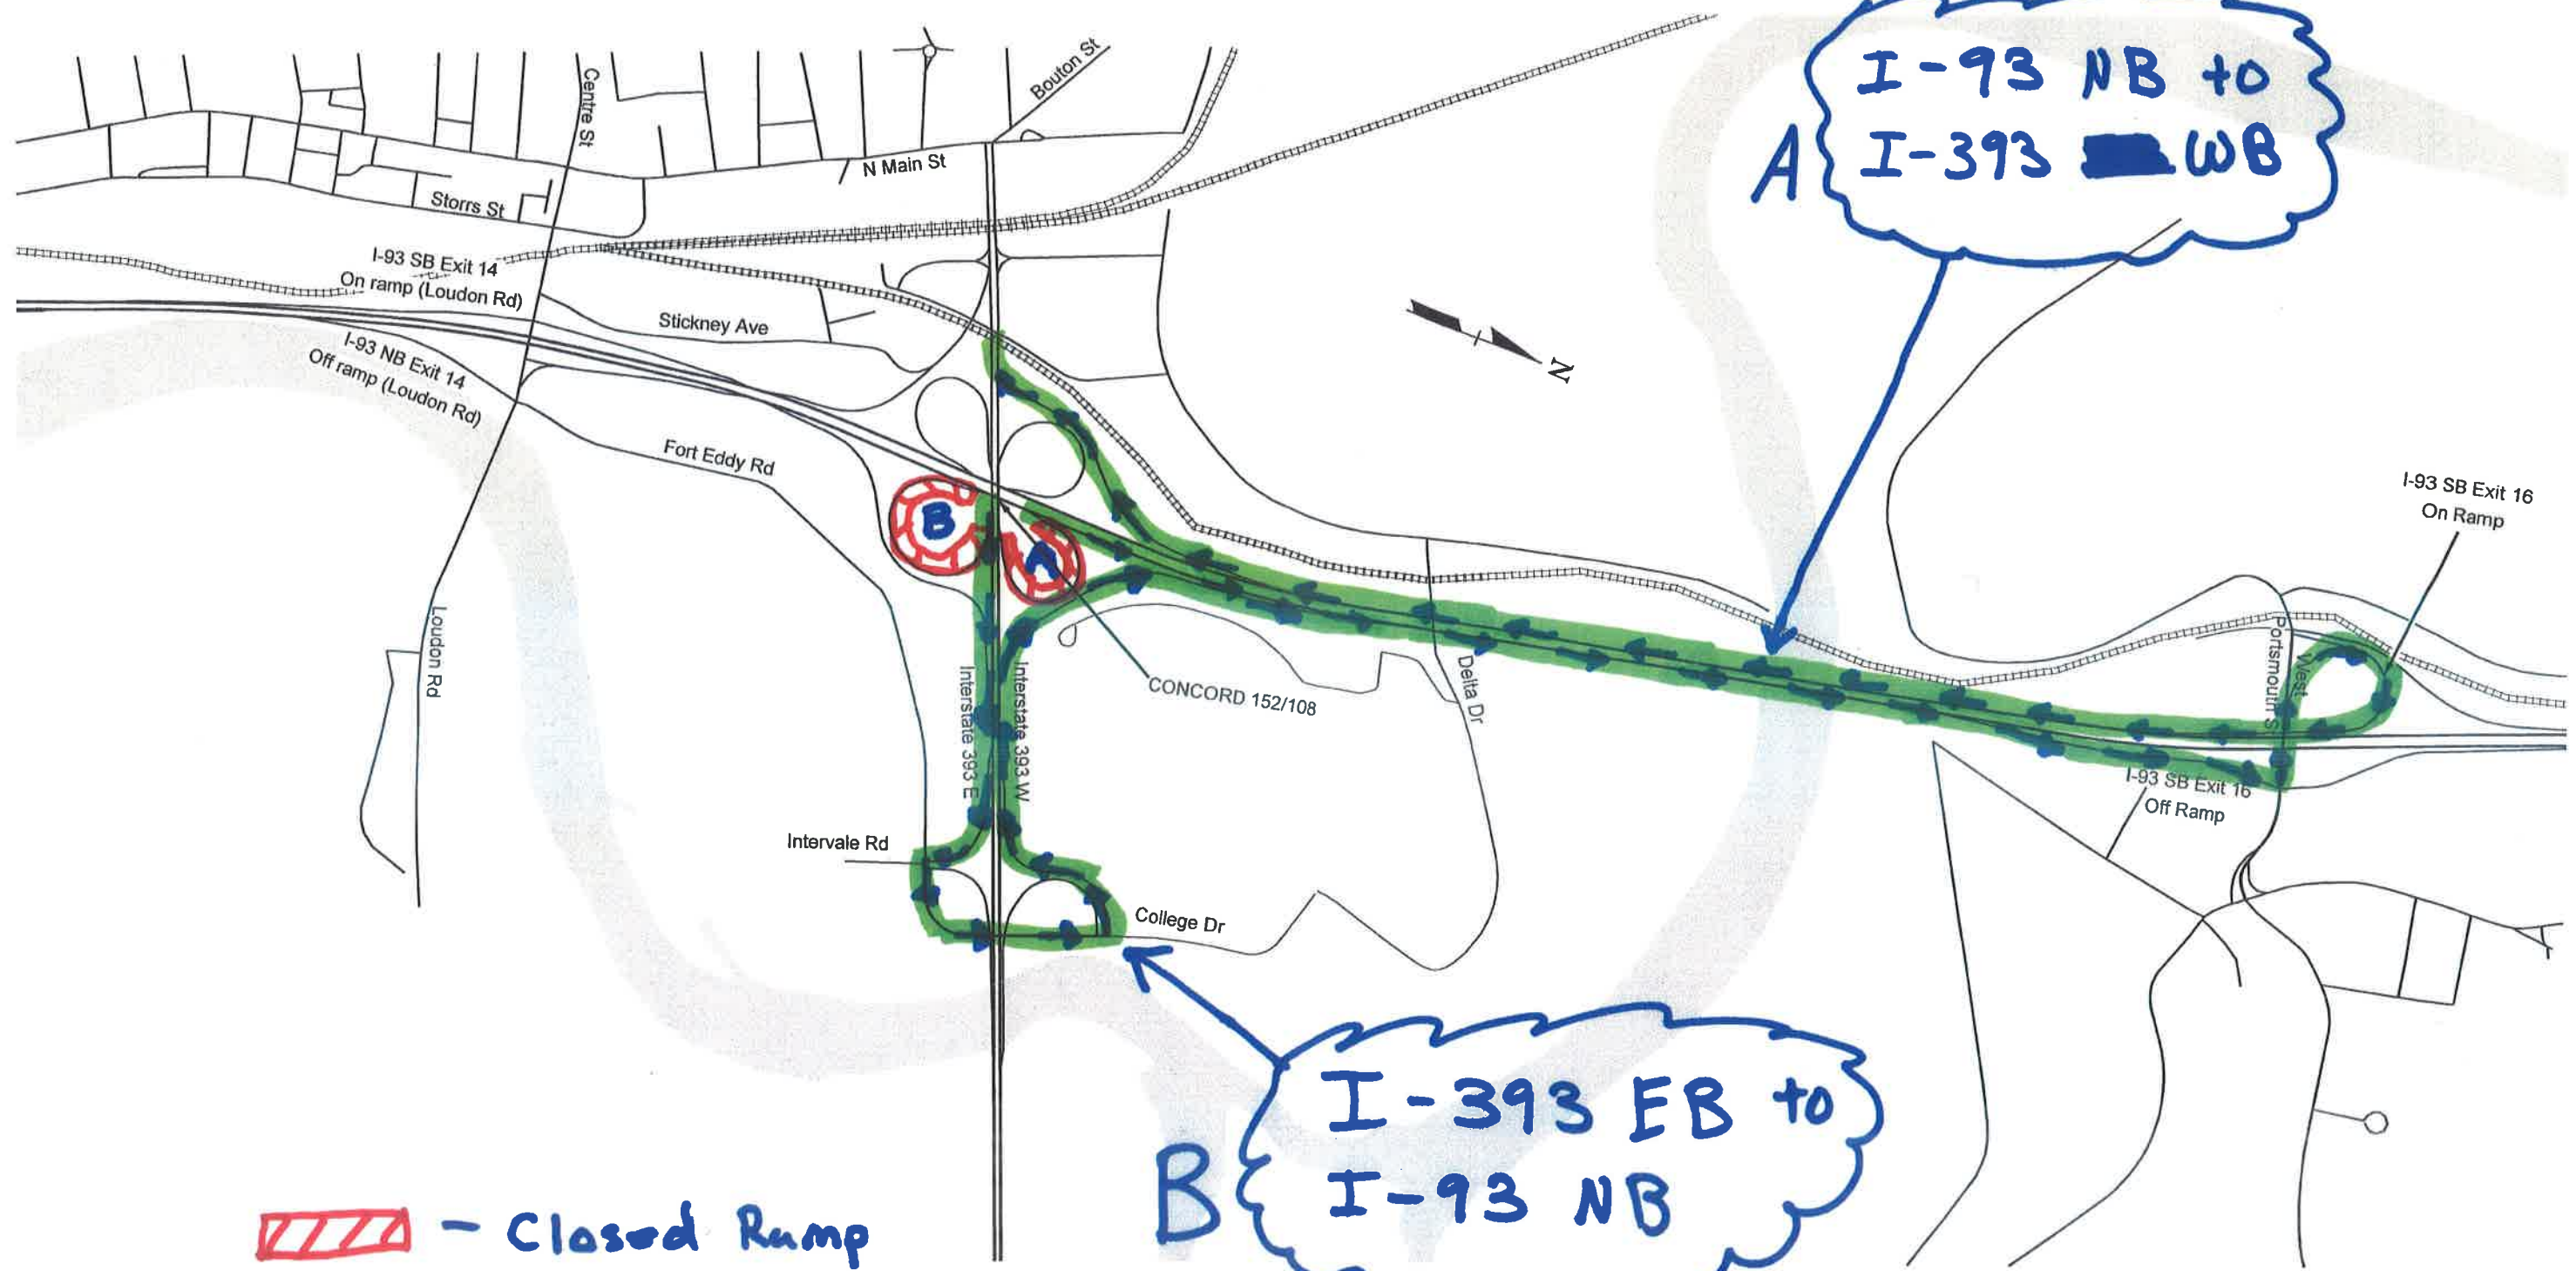 Bouton St
Centre St
N Main St
Storrs St
I-93 SB Exit 14
On ramp (Loudon Rd)
Stickney Ave
I-93 NB Exit 14
Off ramp (Loudon Rd)
Fort Eddy Rd
A
I-93 NB to
I-393 WB
N
I-93 SB Exit 16
On Ramp
B
A
Loudon Rd
Interstate 393 E
Interstate 393 W
CONCORD 152/108
Delta Dr
Portsmouth S
West
I-93 SB Exit 16
Off Ramp
Intervale Rd
College Dr
B
I-393 EB to
I-93 NB
- Closed Ramp